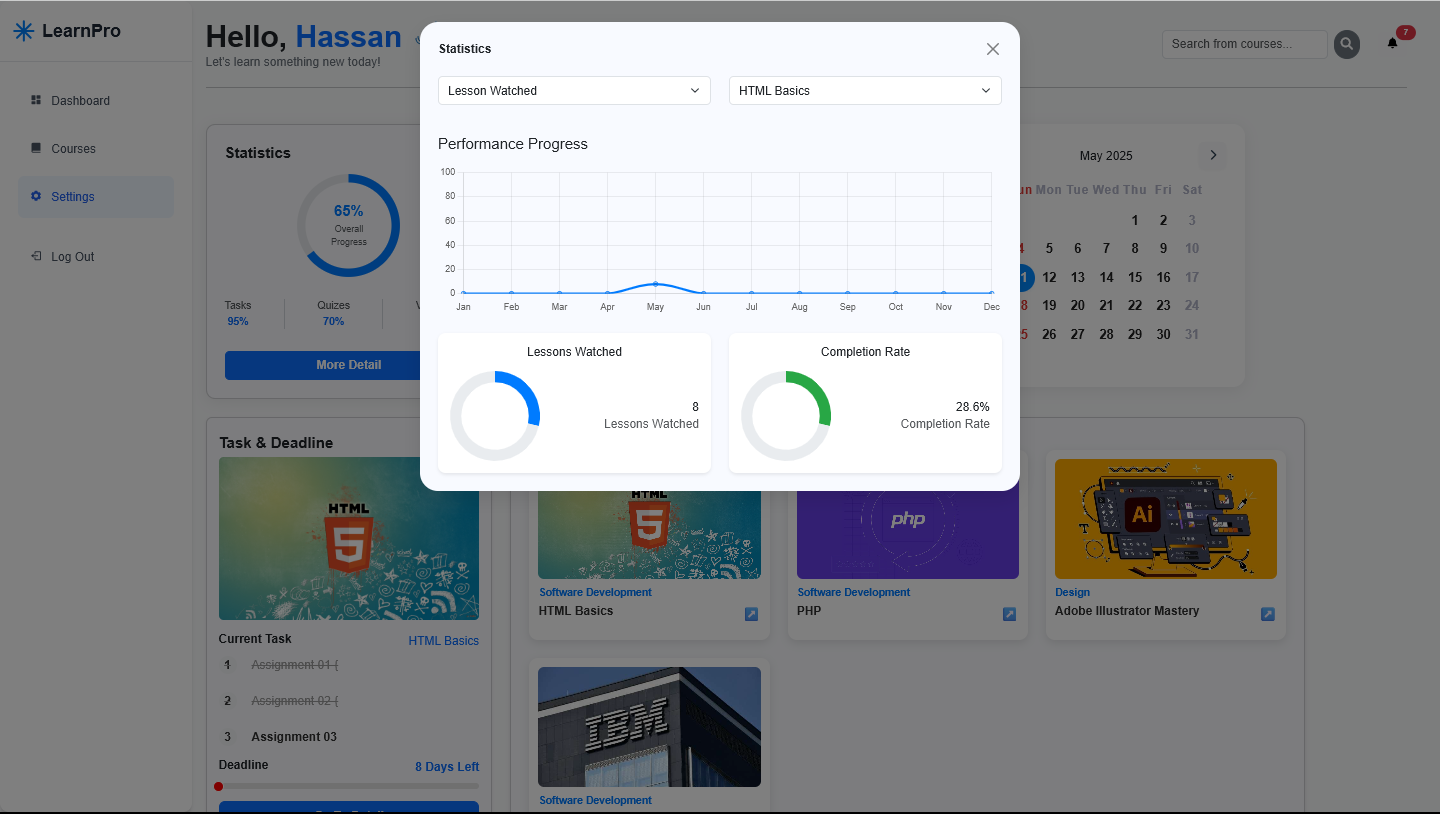 LearnPro
Dashboard
Courses
Settings
Log Out
Hello, Hassan
Let's learn something new today!
Search from courses...
7
Statistics
65%
Overall
Progress
Tasks
95%
Quizes
70%
More Detail
Statistics
Lesson Watched
HTML Basics
Performance Progress
100
80
60
40
20
0
Jan Feb Mar Apr May Jun Jul Aug Sep Oct Nov Dec
Lessons Watched
8
Lessons Watched
Completion Rate
28.6%
Completion Rate
May 2025
Mon Tue Wed Thu Fri Sat
1 2 3
5 6 7 8 9 10
12 13 14 15 16 17
19 20 21 22 23 24
26 27 28 29 30 31
Task & Deadline
HTML
5
Current Task
HTML Basics
1 Assignment 01 (
2 Assignment 02 (
3 Assignment 03
Deadline
8 Days Left
HTML
5
Software Development
HTML Basics
php
Software Development
PHP
Ai
Design
Adobe Illustrator Mastery
IBM
Software Development